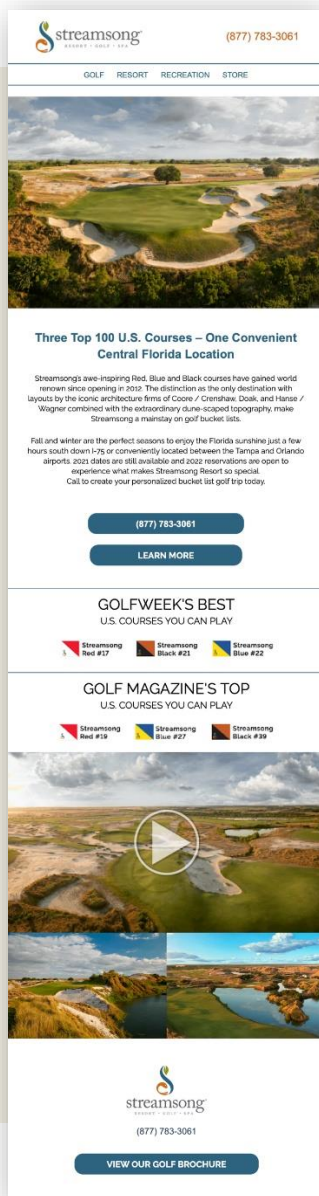 streamsong
RESORT • GOLF • SPA
(877) 783-3061
GOLF RESORT RECREATION STORE
Three Top 100 U.S. Courses – One Convenient
Central Florida Location
Streamsong's awe-inspiring Red, Blue and Black courses have gained world
renown since opening in 2012. The distinction as the only destination with
layouts by the iconic architecture firms of Coore / Crenshaw, Doak, and Hanse /
Wagner combined with the extraordinary dune-scaped topography, make
Streamsong a mainstay on golf bucket lists.
Fall and winter are the perfect seasons to enjoy the Florida sunshine just a few
hours south down I-75 or conveniently located between the Tampa and Orlando
airports. 2021 dates are still available and 2022 reservations are open to
experience what makes Streamsong Resort so special.
Call to create your personalized bucket list golf trip today.
(877) 783-3061
LEARN MORE
GOLFWEEK'S BEST
U.S. COURSES YOU CAN PLAY
Streamsong Streamsong Streamsong
Red #17 Black #21 Blue #22
GOLF MAGAZINE'S TOP
U.S. COURSES YOU CAN PLAY
Streamsong Streamsong Streamsong
Red #19 Blue #27 Black #39
streamsong
RESORT • GOLF • SPA
(877) 783-3061
VIEW OUR GOLF BROCHURE